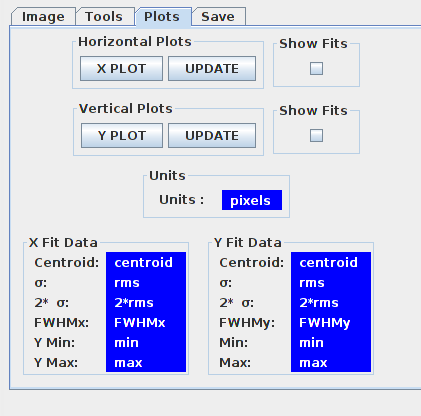 Image Tools Plots Save
Horizontal Plots Show Fits
X PLOT UPDATE
Vertical Plots Show Fits
Y PLOT UPDATE
Units
Units : pixels
X Fit Data
Centroid: centroid
σ: rms
2* σ: 2*rms
FWHMx: FWHMx
Y Min: min
Y Max: max
Y Fit Data
Centroid: centroid
σ: rms
2* σ: 2*rms
FWHMy: FWHMy
Min: min
Max: max